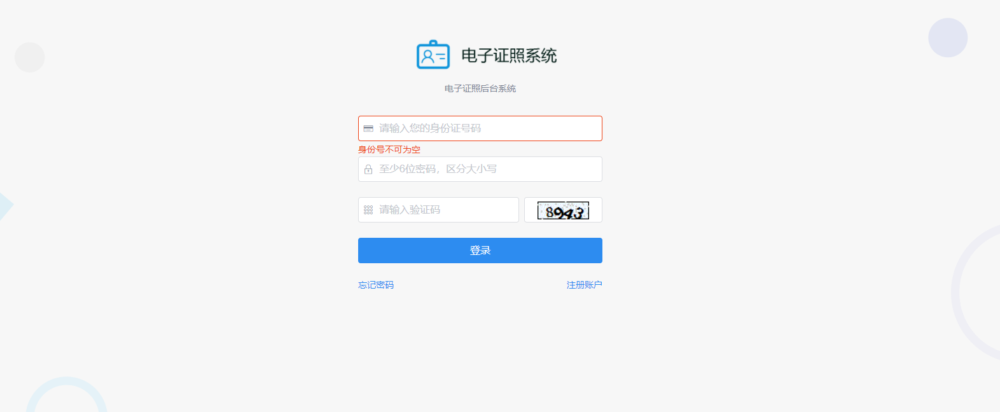 电子证照系统
电子证照后台系统
请输入您的身份证号码
身份号不可为空
至少6位密码，区分大小写
请输入验证码
8943
登录
忘记密码 注册账户